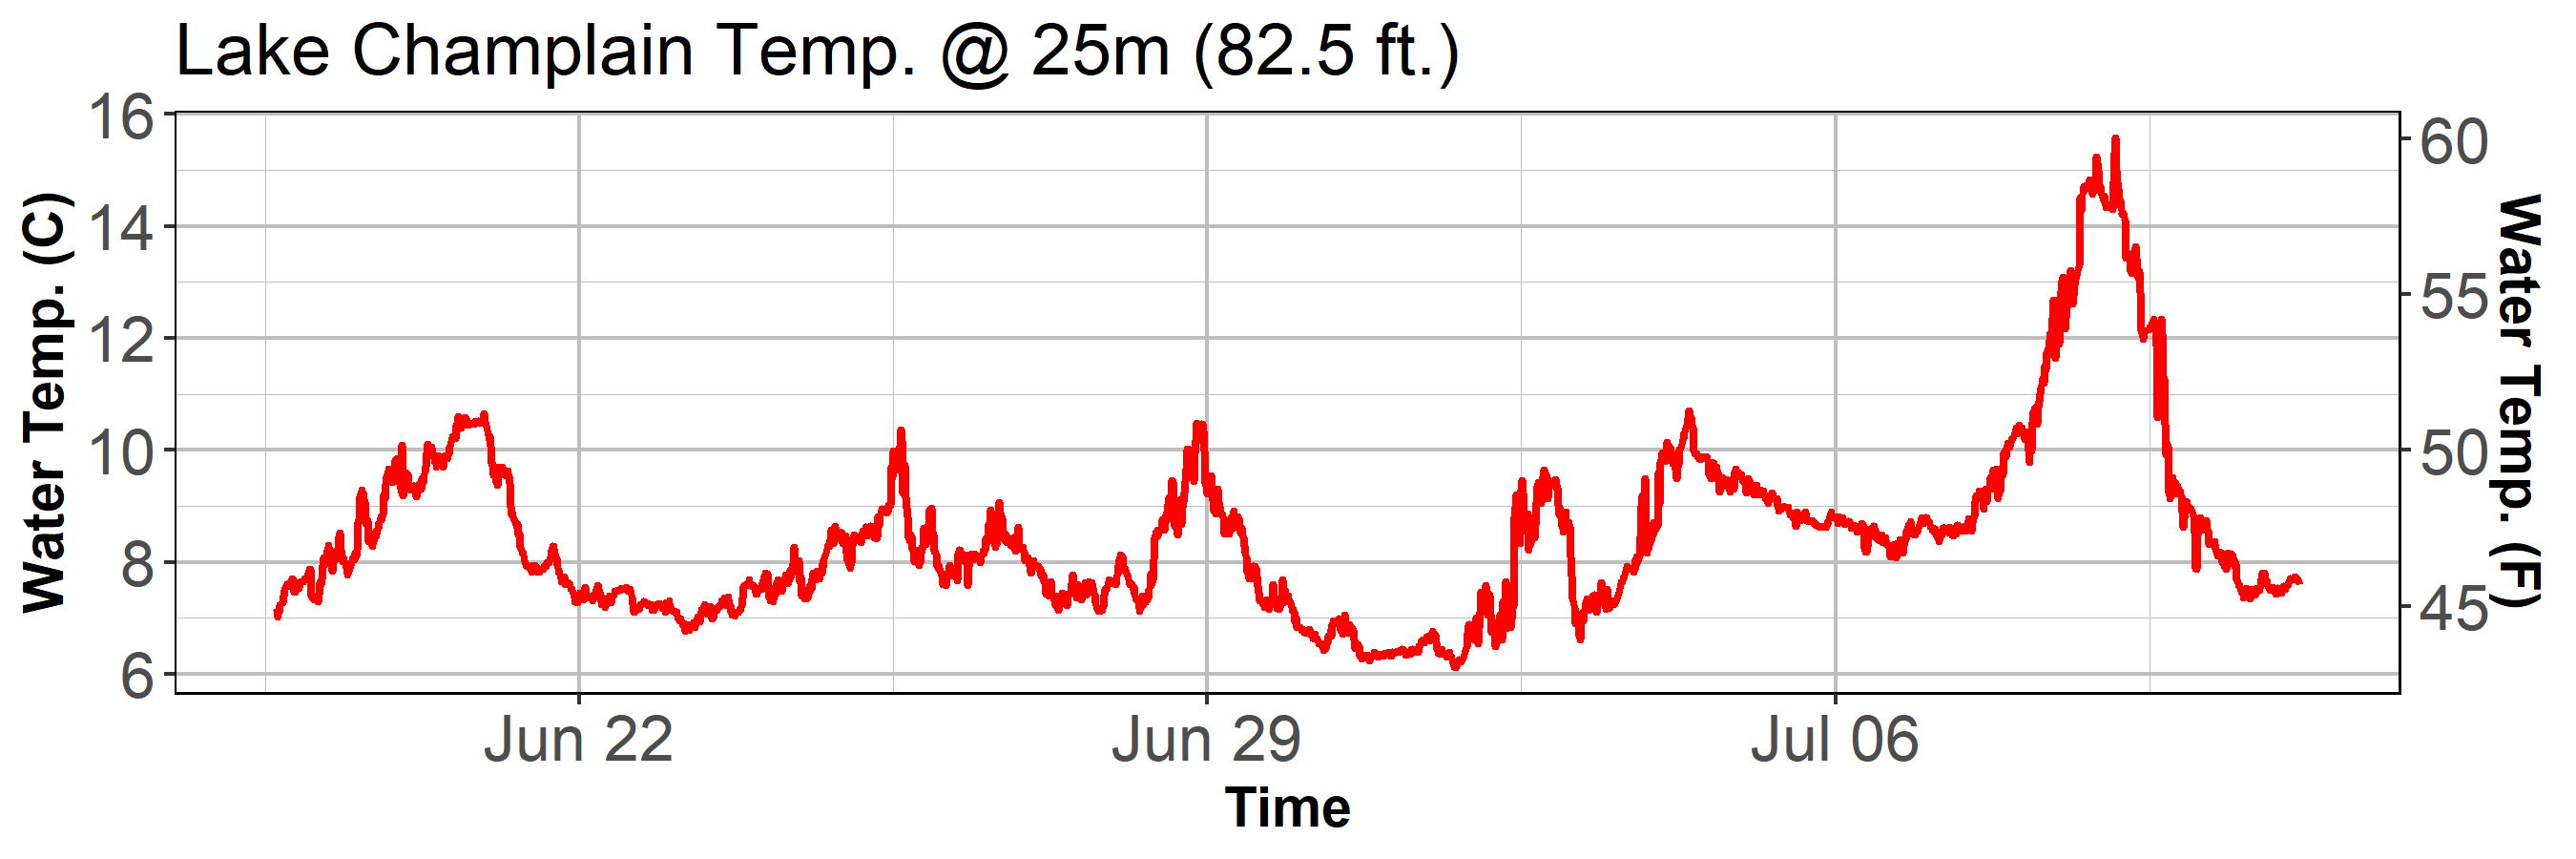 Lake Champlain Temp. @ 25m (82.5 ft.)
Water Temp. (C)
16
14
12
10
8
6
60
55
50
45
Water Temp. (F)
Jun 22
Jun 29
Jul 06
Time